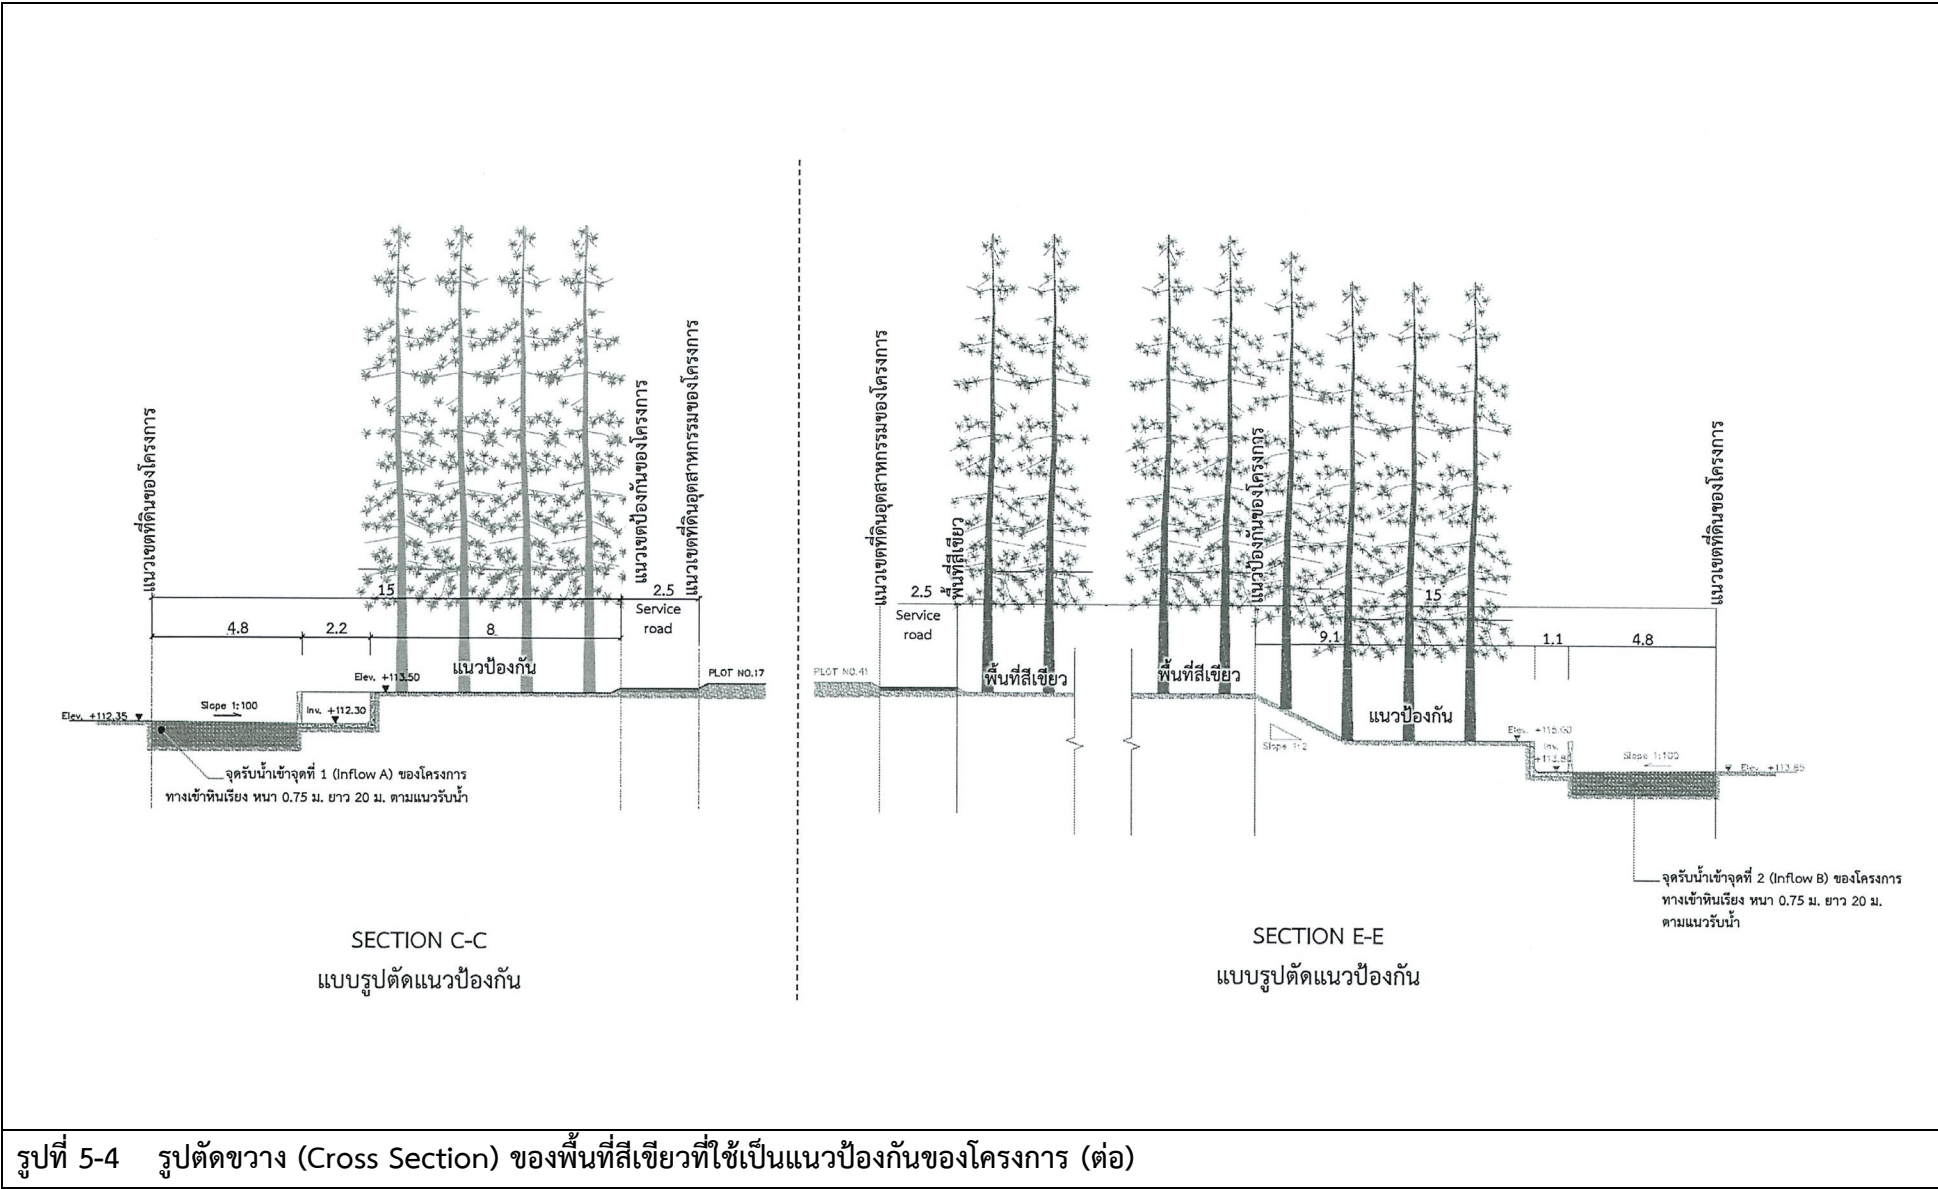 แนวเขตที่ดินของโครงการ
แนวเขตป้องกันของโครงการ
แนวเขตที่ดินอุตสาหกรรมของโครงการ
15
2.5
Service
road
4.8
2.2
8
แนวป้องกัน
Elev. +113.50
PLOT NO.17
Elev. +112.35
Slope 1:100
Inv. +112.30
จุดรับน้ำเข้าจุดที่ 1 (Inflow A) ของโครงการ
ทางเข้าหินเรียง หนา 0.75 ม. ยาว 20 ม. ตามแนวรับน้ำ
SECTION C-C
แบบรูปตัดแนวป้องกัน
แนวเขตที่ดินอุตสาหกรรมของโครงการ
พื้นที่สีเขียว
แนวป้องกันของโครงการ
แนวเขตที่ดินของโครงการ
2.5
Service
road
15
9.1
1.1
4.8
PLOT NO.41
พื้นที่สีเขียว
พื้นที่สีเขียว
แนวป้องกัน
Slope 1:2
Elev. +115.00
Inv.
Slope 1:100
Elev. +113.85
จุดรับน้ำเข้าจุดที่ 2 (Inflow B) ของโครงการ
ทางเข้าหินเรียง หนา 0.75 ม. ยาว 20 ม.
ตามแนวรับน้ำ
SECTION E-E
แบบรูปตัดแนวป้องกัน
รูปที่ 5-4 รูปตัดขวาง (Cross Section) ของพื้นที่สีเขียวที่ใช้เป็นแนวป้องกันของโครงการ (ต่อ)